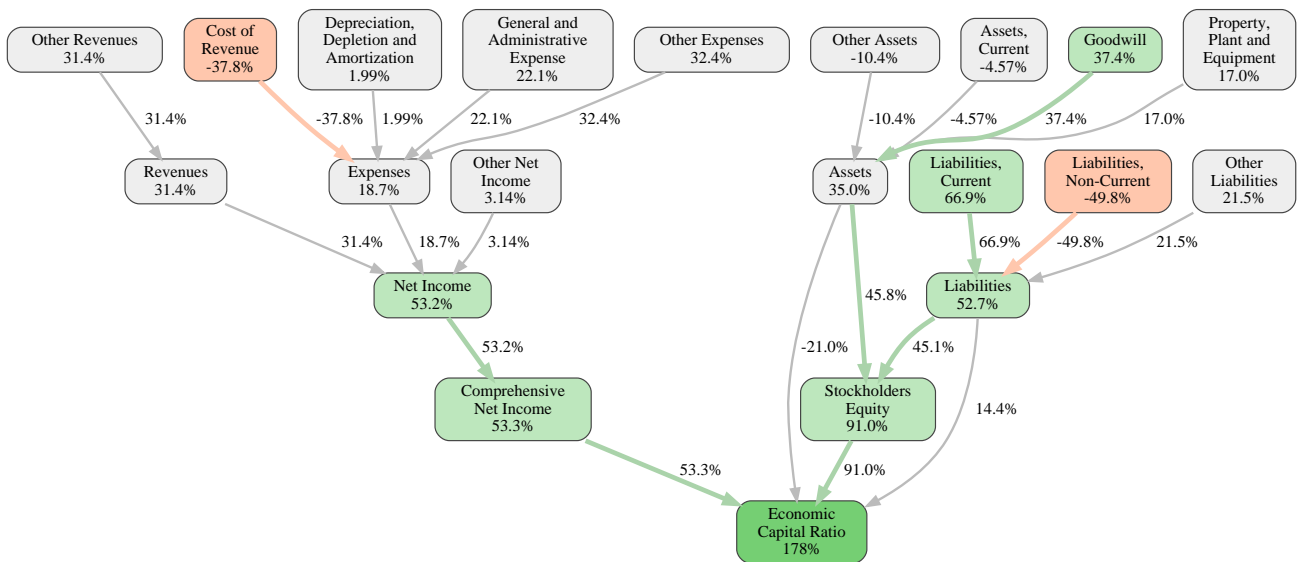 Other Revenues
31.4%
Cost of
Revenue
-37.8%
Depreciation,
Depletion and
Amortization
1.99%
General and
Administrative
Expense
22.1%
Other Expenses
32.4%
Other Assets
-10.4%
Assets,
Current
-4.57%
Goodwill
37.4%
Property,
Plant and
Equipment
17.0%
31.4%
-37.8%
1.99%
22.1%
32.4%
-10.4%
-4.57%
37.4%
17.0%
Revenues
31.4%
Expenses
18.7%
Other Net
Income
3.14%
Assets
35.0%
Liabilities,
Current
66.9%
Liabilities,
Non-Current
-49.8%
Other
Liabilities
21.5%
31.4%
18.7%
3.14%
66.9%
-49.8%
21.5%
Net Income
53.2%
Liabilities
52.7%
53.2%
-21.0%
45.8%
45.1%
14.4%
Comprehensive
Net Income
53.3%
Stockholders
Equity
91.0%
53.3%
91.0%
Economic
Capital Ratio
178%